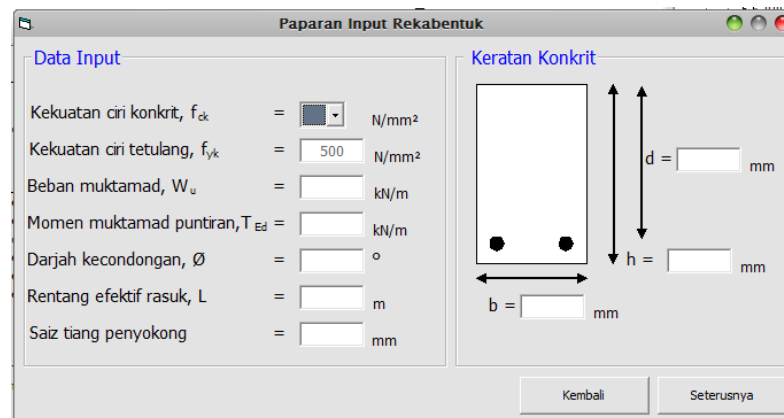 Paparan Input Rekabentuk
Data Input
Kekuatan ciri konkrit, fck = N/mm²
Kekuatan ciri tetulang, fyk = 500 N/mm²
Beban muktamad, Wu = kN/m
Momen muktamad puntiran,TEd = kN/m
Darjah kecondongan, Ø = °
Rentang efektif rasuk, L = m
Saiz tiang penyokong = mm
Keratan Konkrit
d = mm
h = mm
b = mm
Kembali
Seterusnya